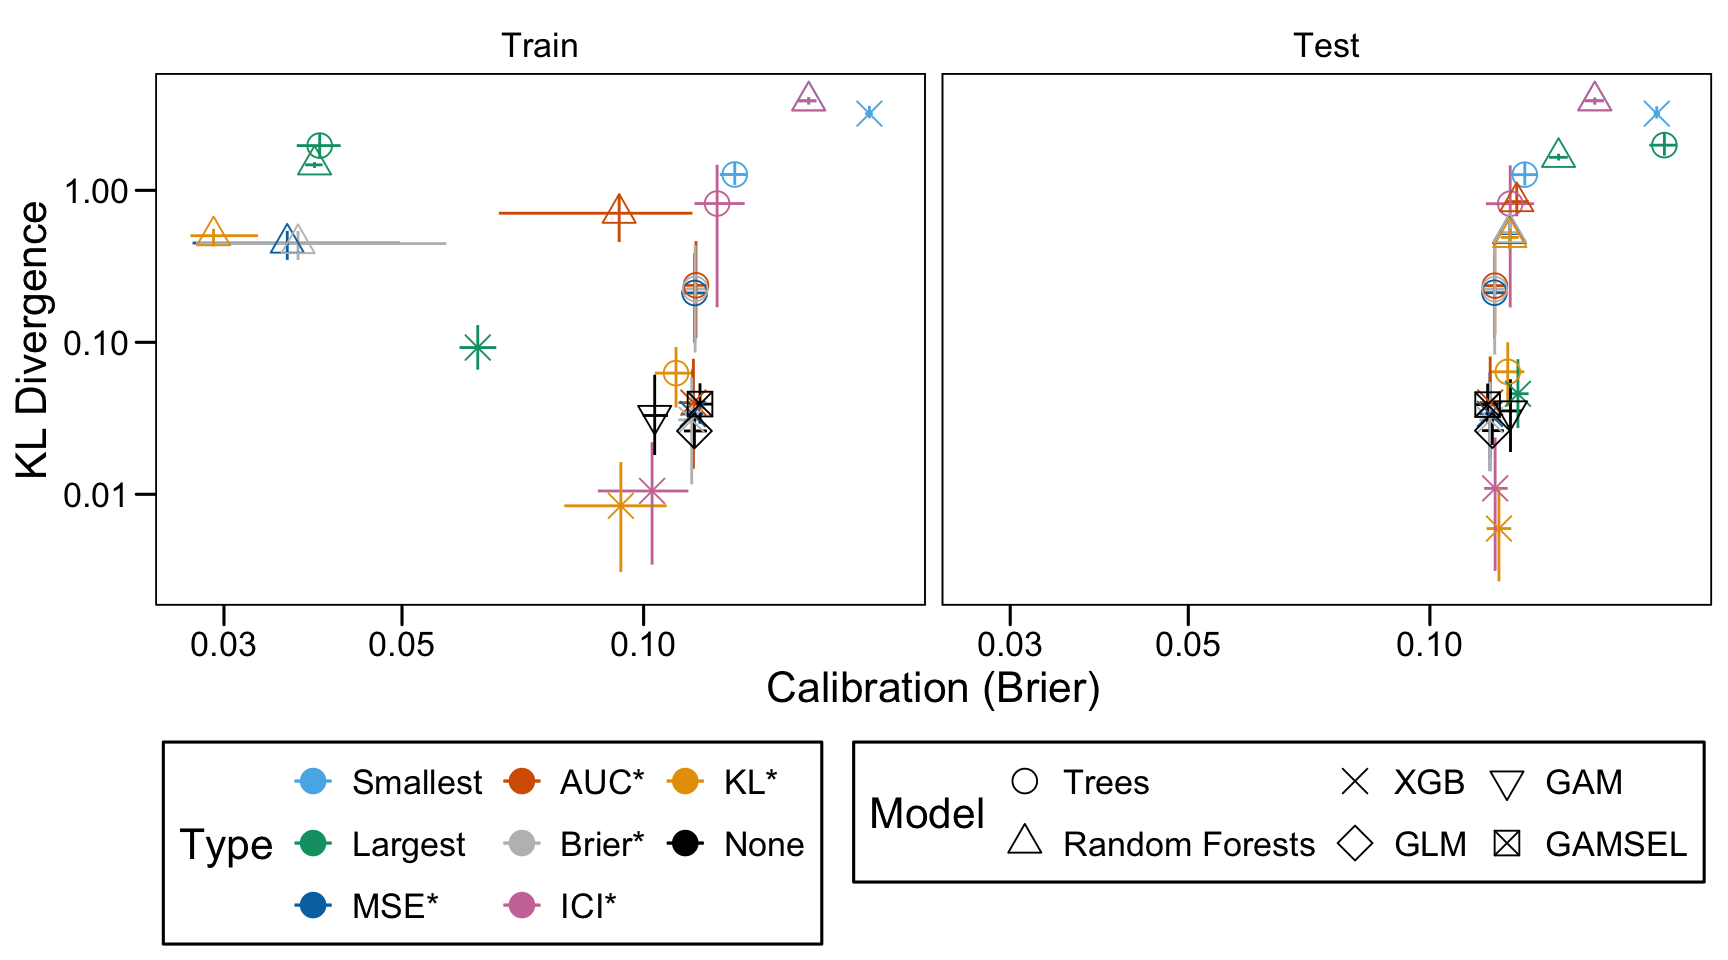 Train
Test
KL Divergence
1.00
0.10
0.01
0.03
0.05
0.10
0.03
0.05
0.10
Calibration (Brier)
Type
Smallest
Largest
MSE*
AUC*
Brier*
ICI*
KL*
None
Model
Trees
Random Forests
XGB
GLM
GAM
GAMSEL